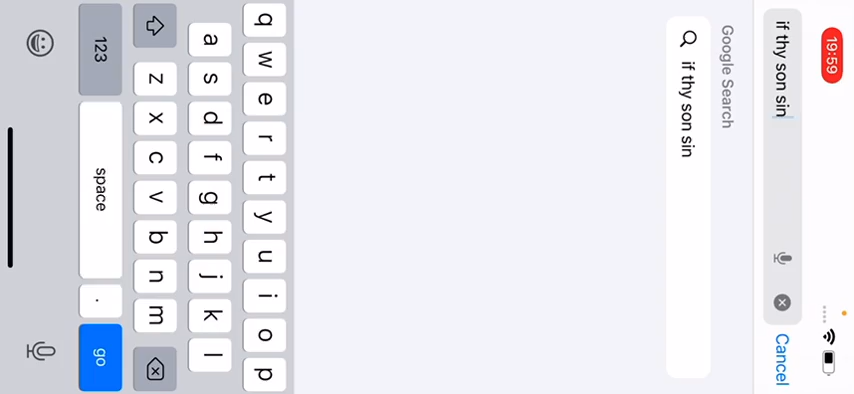 19:59
if thy son sin
Cancel
Google Search
if thy son sin
q w e r t y u i o p
a s d f g h j k l
z x c v b n m
123 space . go